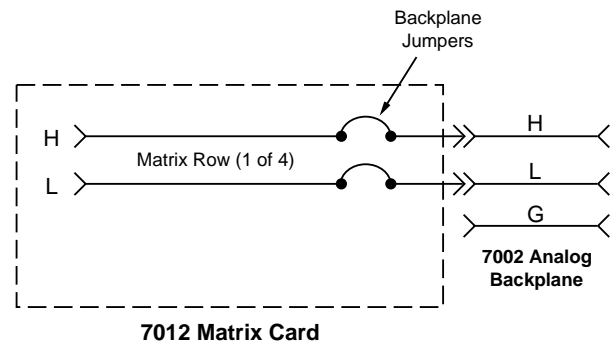 Backplane
Jumpers
H
H
Matrix Row (1 of 4)
L
L
G
7002 Analog
Backplane
7012 Matrix Card